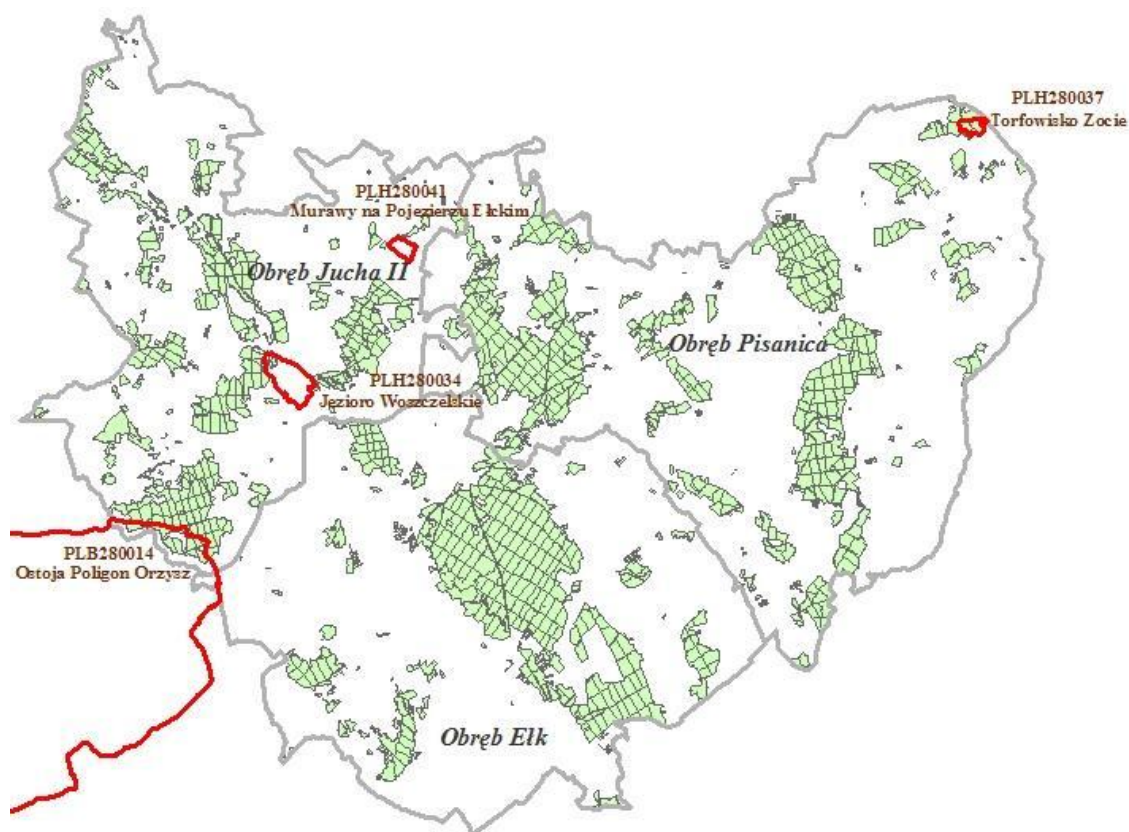 PLH280037
Torfowisko Zocie
PLH280041
Murawy na Pojezierzu Ełckim
Obręb Jucha II
Obręb Pisanica
PLH280034
Jezioro Woszczelskie
PLB280014
Ostoja Poligon Orzysz
Obręb Ełk